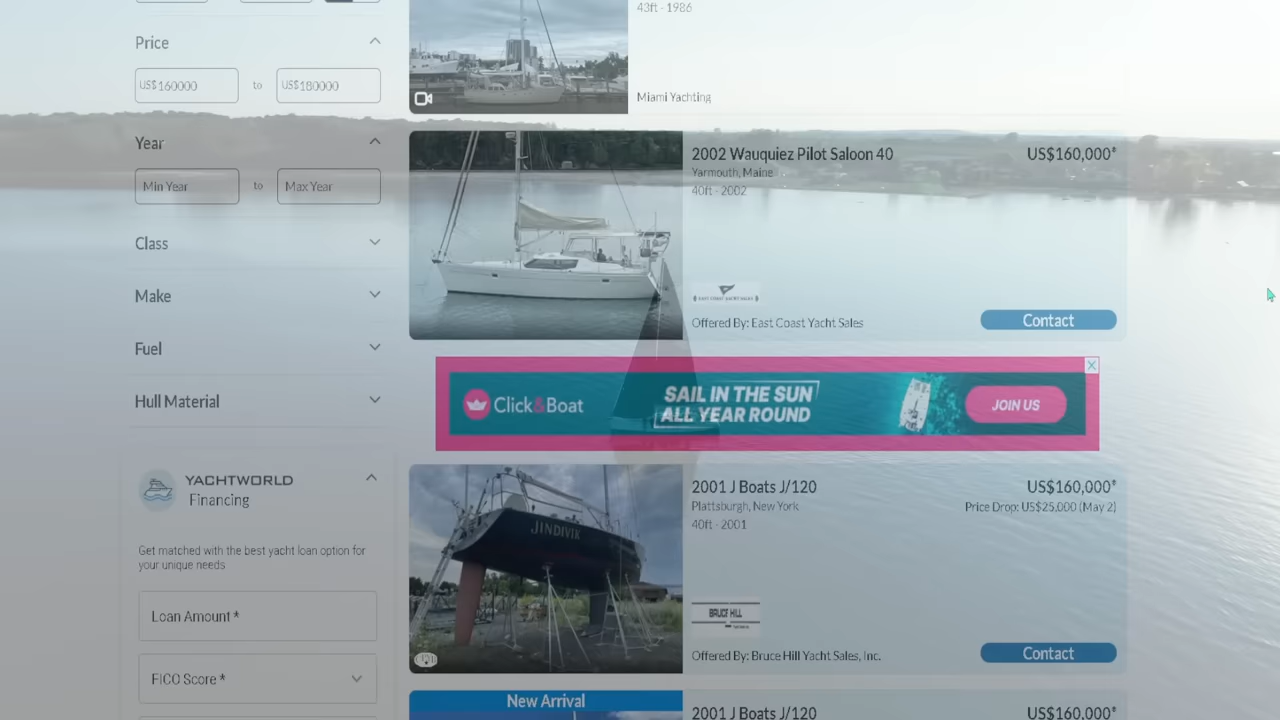 Price
US$160000 to US$180000
Year
Min Year to Max Year
Class
Make
Fuel
Hull Material
YACHTWORLD
Financing
Get matched with the best yacht loan option for
your unique needs
Loan Amount *
FICO Score *
43ft - 1986
Miami Yachting
2002 Wauquiez Pilot Saloon 40
US$160,000*
Yarmouth, Maine
40ft - 2002
EAST COAST YACHT SALES
Offered By: East Coast Yacht Sales
Contact
Click&Boat
SAIL IN THE SUN
ALL YEAR ROUND
JOIN US
JINDIVIK
2001 J Boats J/120
US$160,000*
Plattsburgh, New York
Price Drop: US$25,000 (May 2)
40ft - 2001
BRUCE HILL
Offered By: Bruce Hill Yacht Sales, Inc.
Contact
New Arrival
2001 J Boats J/120
US$160,000*